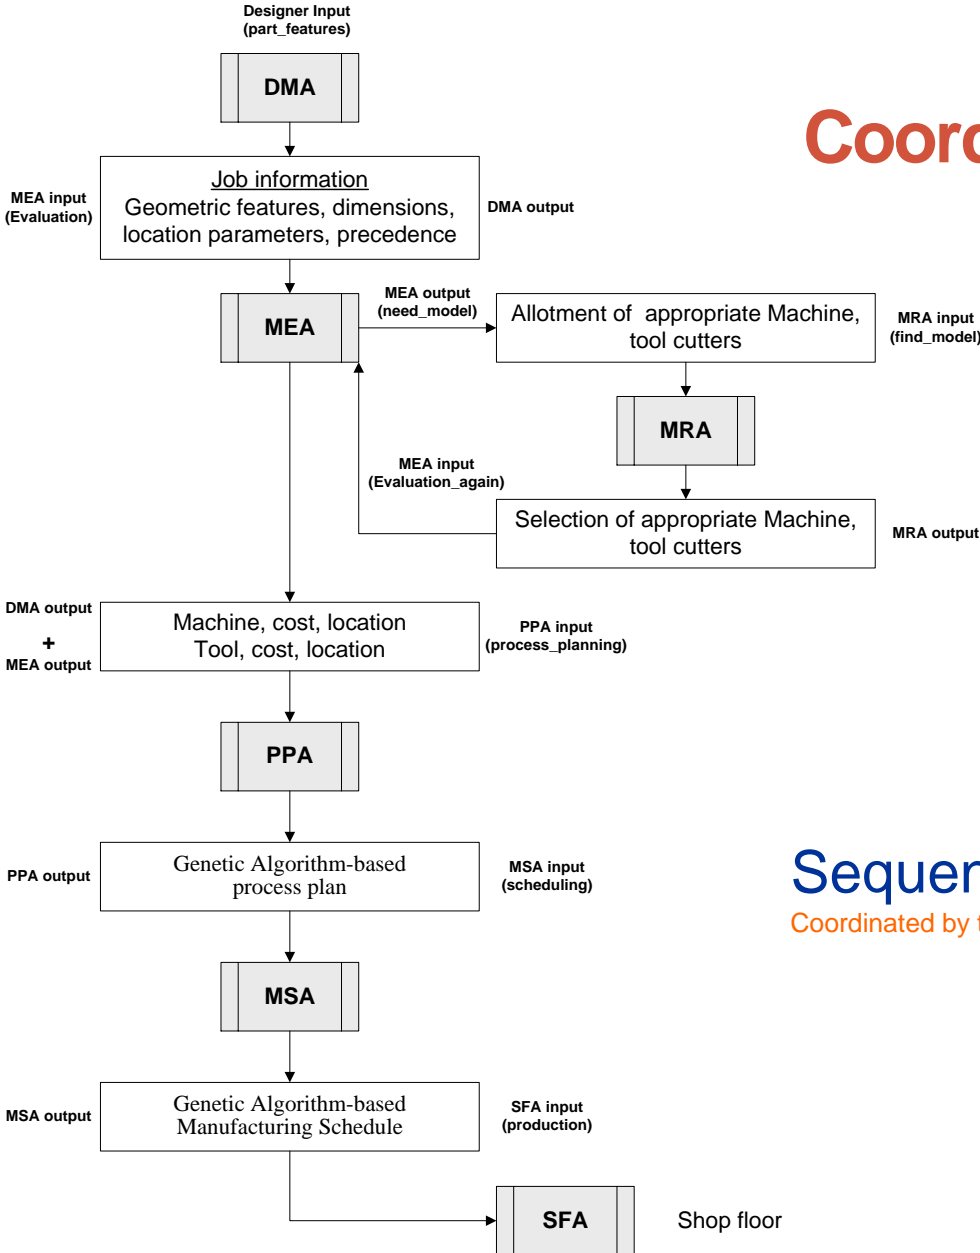 Designer Input
(part_features)
DMA
Coord
Job information
Geometric features, dimensions,
location parameters, precedence
MEA input
(Evaluation)
DMA output
MEA
MEA output
(need_model)
Allotment of  appropriate Machine,
tool cutters
MRA input
(find_model)
MRA
MEA input
(Evaluation_again)
Selection of appropriate Machine,
tool cutters
MRA output
DMA output
+
MEA output
Machine, cost, location
Tool, cost, location
PPA input
(process_planning)
PPA
PPA output
Genetic Algorithm-based
process plan
MSA input
(scheduling)
Sequen
Coordinated by t
MSA
MSA output
Genetic Algorithm-based
Manufacturing Schedule
SFA input
(production)
SFA
Shop floor